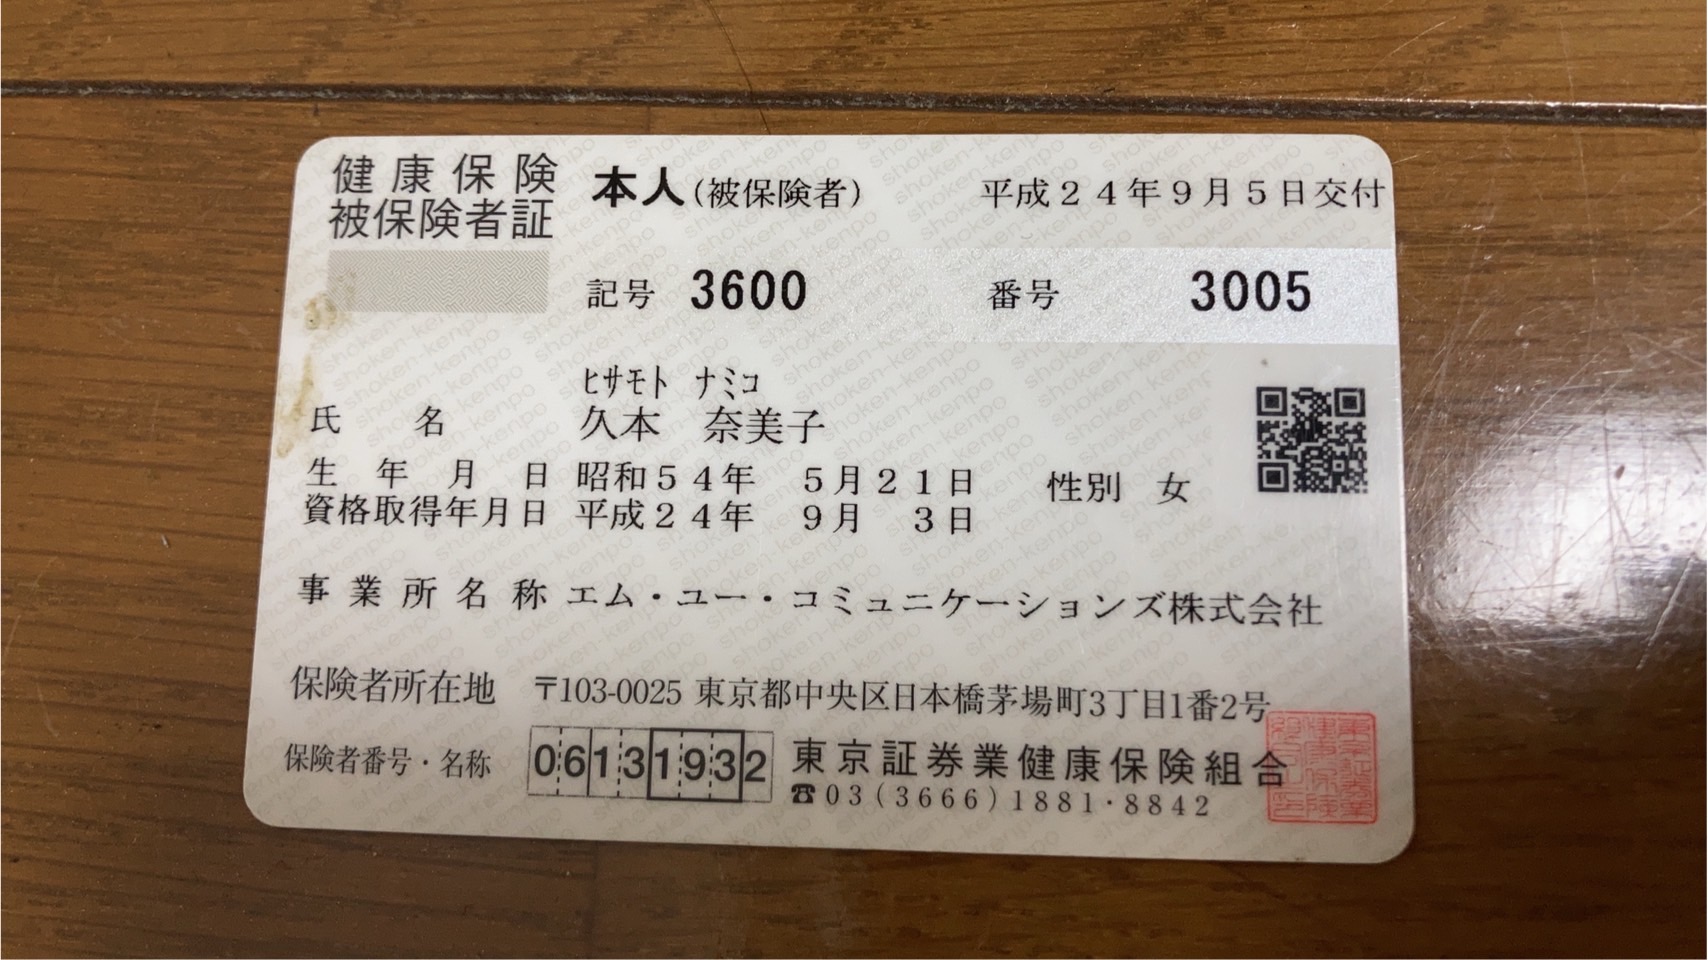 健康保険
被保険者証
本人(被保険者)
平成24年9月5日交付
記号 3600 番号 3005
ﾋｻﾓﾄ ﾅﾐｺ
氏名 久本 奈美子
生年月日 昭和54年 5月21日 性別 女
資格取得年月日 平成24年 9月 3日
事業所名称 エム・ユー・コミュニケーションズ株式会社
保険者所在地 〒103-0025 東京都中央区日本橋茅場町3丁目1番2号
保険者番号・名称 06131932 東京証券業健康保険組合
☎03(3666)1881・8842
shoken-kenpo